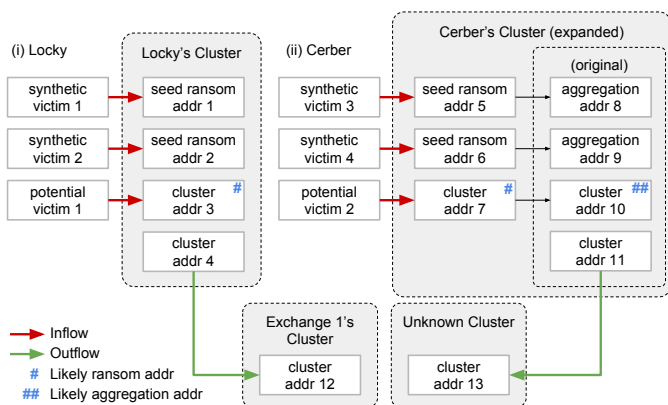 (i) Locky
Locky's Cluster
synthetic
victim 1
seed ransom
addr 1
synthetic
victim 2
seed ransom
addr 2
potential
victim 1
cluster
addr 3
#
cluster
addr 4
(ii) Cerber
Cerber's Cluster (expanded)
(original)
synthetic
victim 3
seed ransom
addr 5
aggregation
addr 8
synthetic
victim 4
seed ransom
addr 6
aggregation
addr 9
potential
victim 2
cluster
addr 7
#
cluster
addr 10
##
cluster
addr 11
Exchange 1's
Cluster
cluster
addr 12
Unknown Cluster
cluster
addr 13
Inflow
Outflow
# Likely ransom addr
## Likely aggregation addr